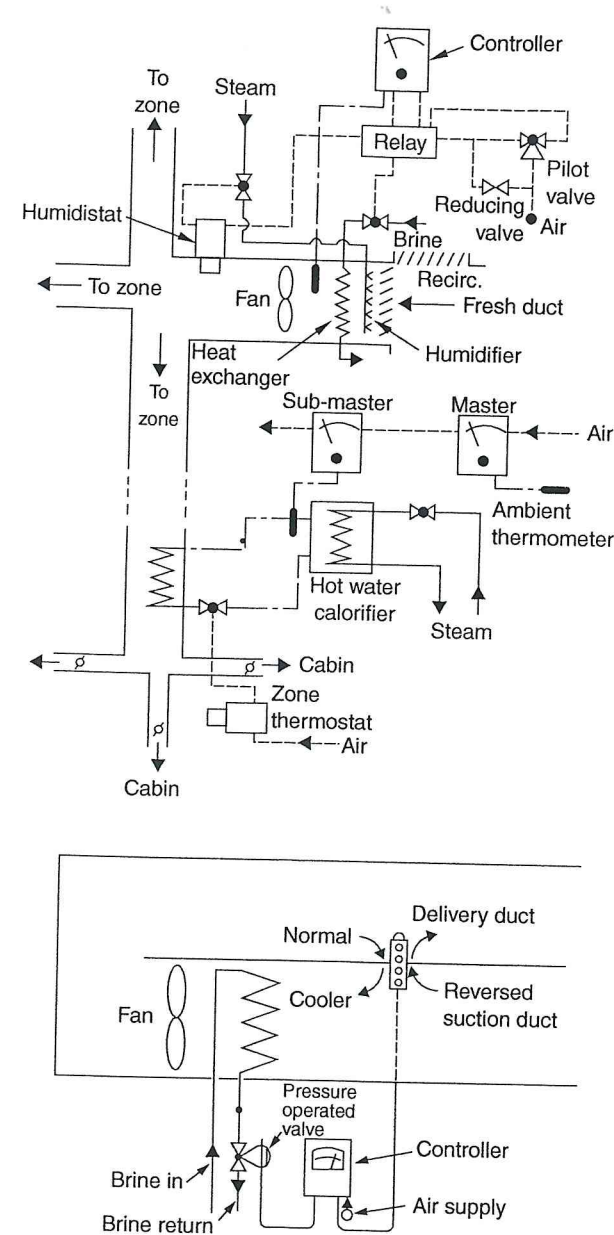 Controller
To
zone
Steam
Relay
Pilot
valve
Reducing
valve
Air
Humidistat
Brine
To zone
Fan
Recirc.
Fresh duct
Heat
exchanger
Humidifier
To
zone
Sub-master
Master
Air
Ambient
thermometer
Hot water
calorifier
Steam
Cabin
Zone
thermostat
Air
Cabin
Normal
Delivery duct
Cooler
Reversed
suction duct
Fan
Pressure
operated
valve
Controller
Brine in
Air supply
Brine return